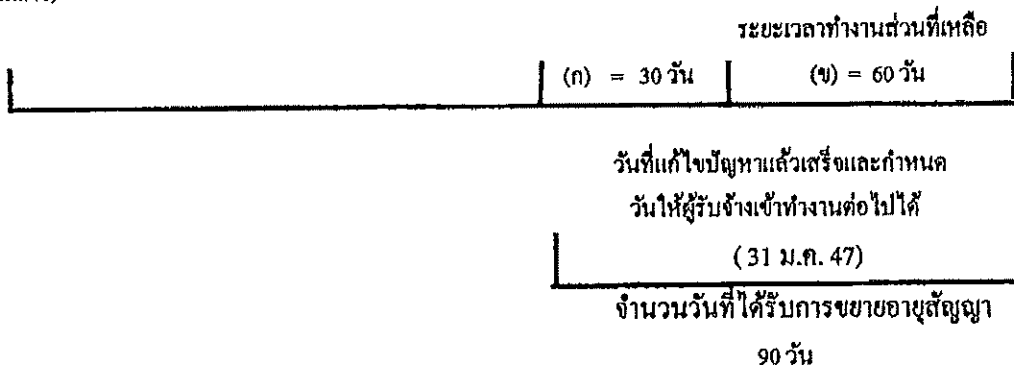 ระยะเวลาทำงานส่วนที่เหลือ
(ก) = 30 วัน (ข) = 60 วัน
วันที่แก้ไขปัญหาแล้วเสร็จและกำหนด
วันให้ผู้รับจ้างเข้าทำงานต่อไปได้
( 31 ม.ค. 47)
จำนวนวันที่ได้รับการขยายอายุสัญญา
90 วัน